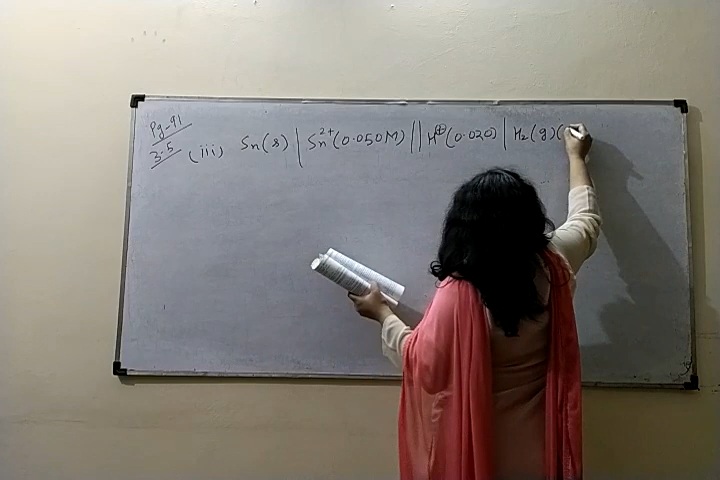 Pg-91
3.5 (iii) Sn(s) | Sn²⁺(0.050M) || H⊕(0.020) | H₂(g)(